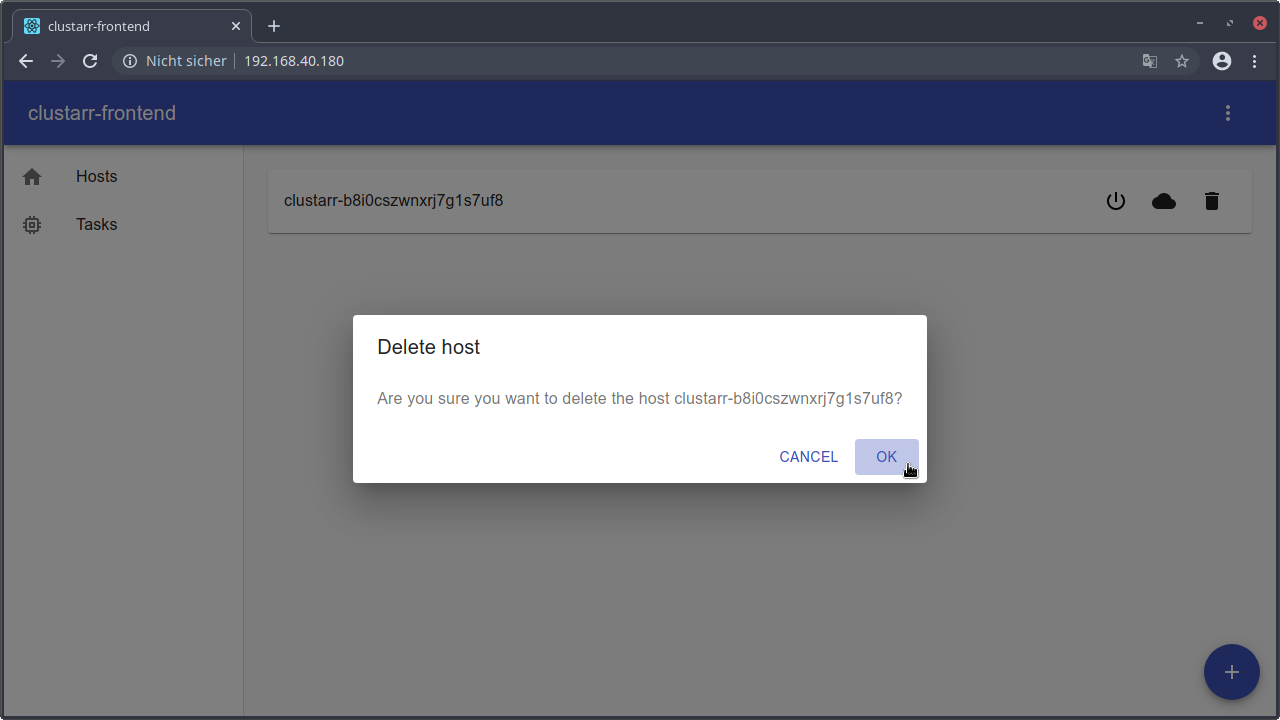 clustarr-frontend
Nicht sicher 192.168.40.180
clustarr-frontend
Hosts
Tasks
clustarr-b8i0cszwnxrj7g1s7uf8
Delete host
Are you sure you want to delete the host clustarr-b8i0cszwnxrj7g1s7uf8?
CANCEL OK